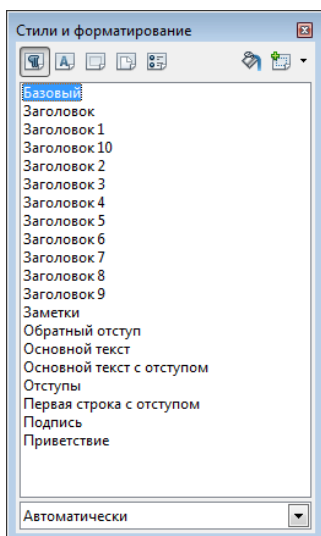 Стили и форматирование
Базовый
Заголовок
Заголовок 1
Заголовок 10
Заголовок 2
Заголовок 3
Заголовок 4
Заголовок 5
Заголовок 6
Заголовок 7
Заголовок 8
Заголовок 9
Заметки
Обратный отступ
Основной текст
Основной текст с отступом
Отступы
Первая строка с отступом
Подпись
Приветствие
Автоматически